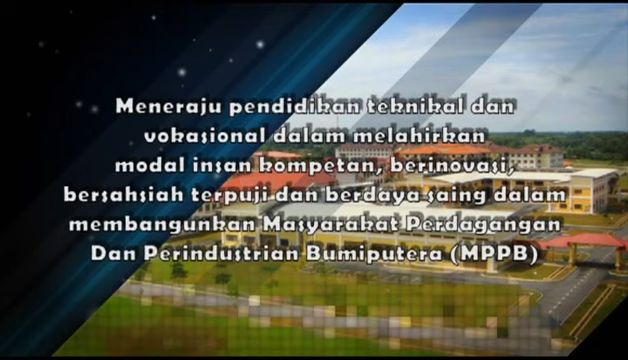 Meneraju pendidikan teknikal dan
vokasional dalam melahirkan
modal insan kompetan, berinovasi,
bersahsiah terpuji dan berdaya saing dalam
membangunkan Masyarakat Perdagangan
Dan Perindustrian Bumiputera (MPPB)